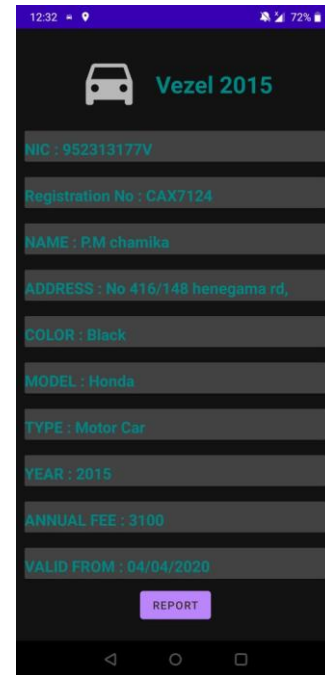 12:32
72%
Vezel 2015
NIC : 952313177V
Registration No : CAX7124
NAME : P.M chamika
ADDRESS : No 416/148 henegama rd,
COLOR : Black
MODEL : Honda
TYPE : Motor Car
YEAR : 2015
ANNUAL FEE : 3100
VALID FROM : 04/04/2020
REPORT